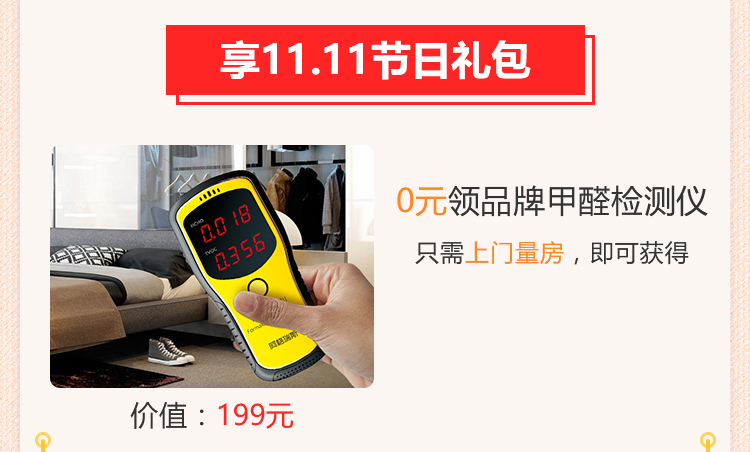 享11.11节日礼包
HCHO
0.018
TVOC
0.356
0元领品牌甲醛检测仪
只需上门量房，即可获得
价值：199元